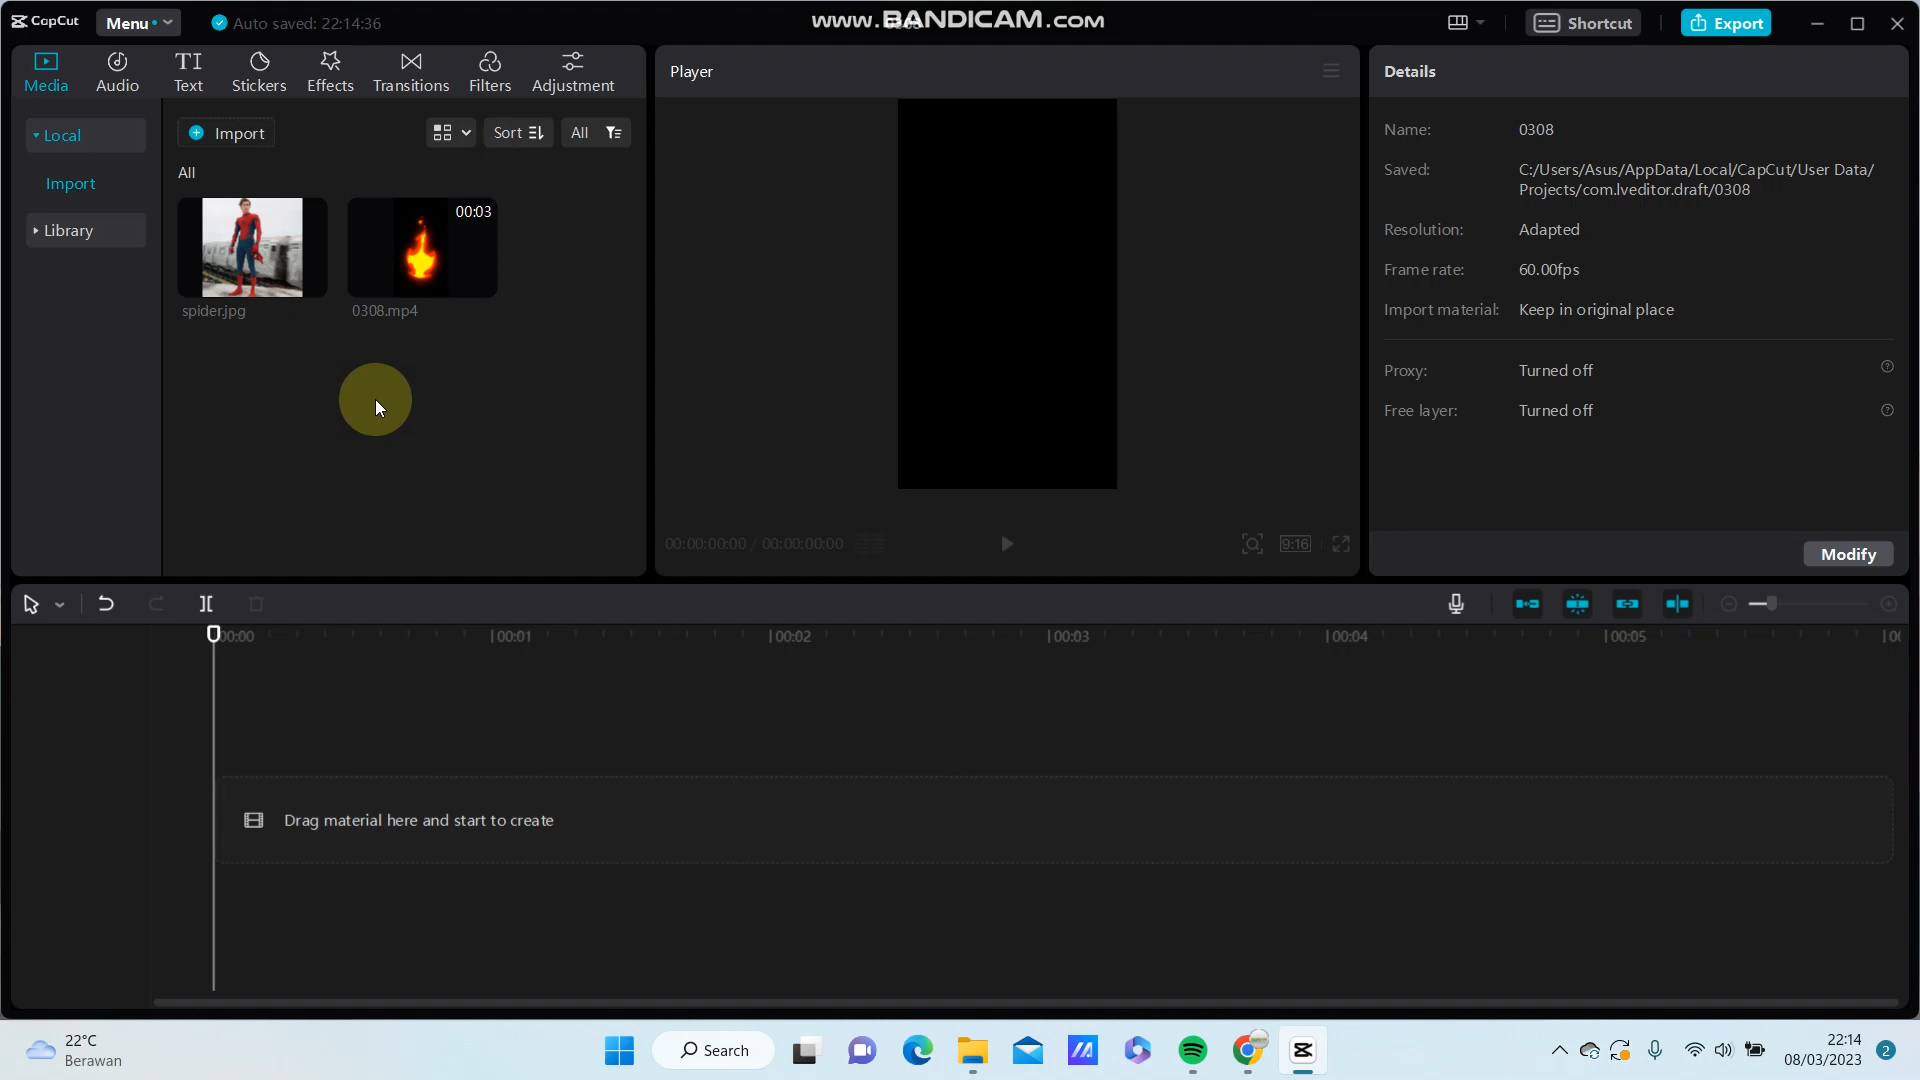 CapCut
Menu
Auto saved: 22:14:36
www.BANDICAM.com
Shortcut
Export
Media
Audio
Text
Stickers
Effects
Transitions
Filters
Adjustment
Local
Import
Library
Import
Sort
All
All
00:03
spider.jpg
0308.mp4
Player
00:00:00:00 / 00:00:00:00
9:16
Details
Name: 0308
Saved: C:/Users/Asus/AppData/Local/CapCut/User Data/
Projects/com.lveditor.draft/0308
Resolution: Adapted
Frame rate: 60.00fps
Import material: Keep in original place
Proxy: Turned off
Free layer: Turned off
Modify
00:00
00:01
00:02
00:03
00:04
00:05
Drag material here and start to create
22°C
Berawan
Search
22:14
08/03/2023
2